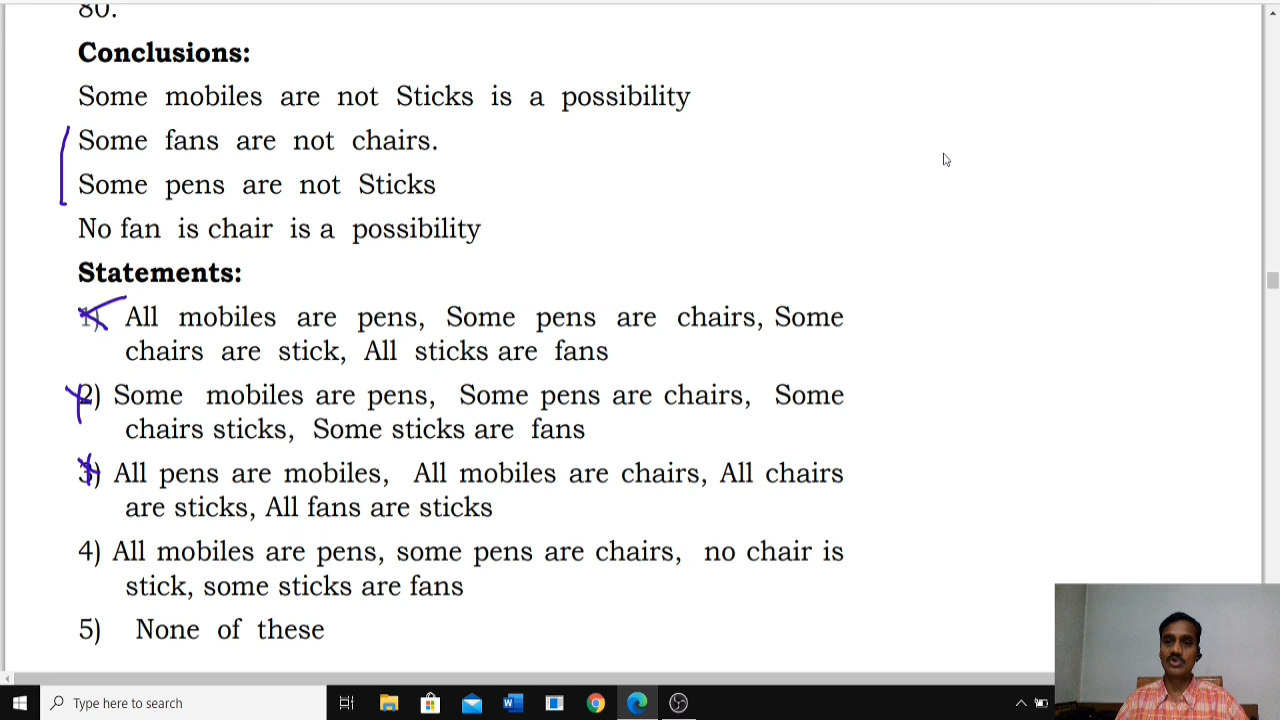 80.
Conclusions:
Some mobiles are not Sticks is a possibility
Some fans are not chairs.
Some pens are not Sticks
No fan is chair is a possibility
Statements:
1) All mobiles are pens, Some pens are chairs, Some
chairs are stick, All sticks are fans
2) Some mobiles are pens, Some pens are chairs, Some
chairs sticks, Some sticks are fans
3) All pens are mobiles, All mobiles are chairs, All chairs
are sticks, All fans are sticks
4) All mobiles are pens, some pens are chairs, no chair is
stick, some sticks are fans
5) None of these
Type here to search